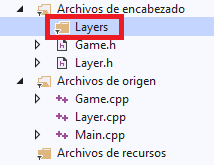 Archivos de encabezado
Layers
Game.h
Layer.h
Archivos de origen
Game.cpp
Layer.cpp
Main.cpp
Archivos de recursos